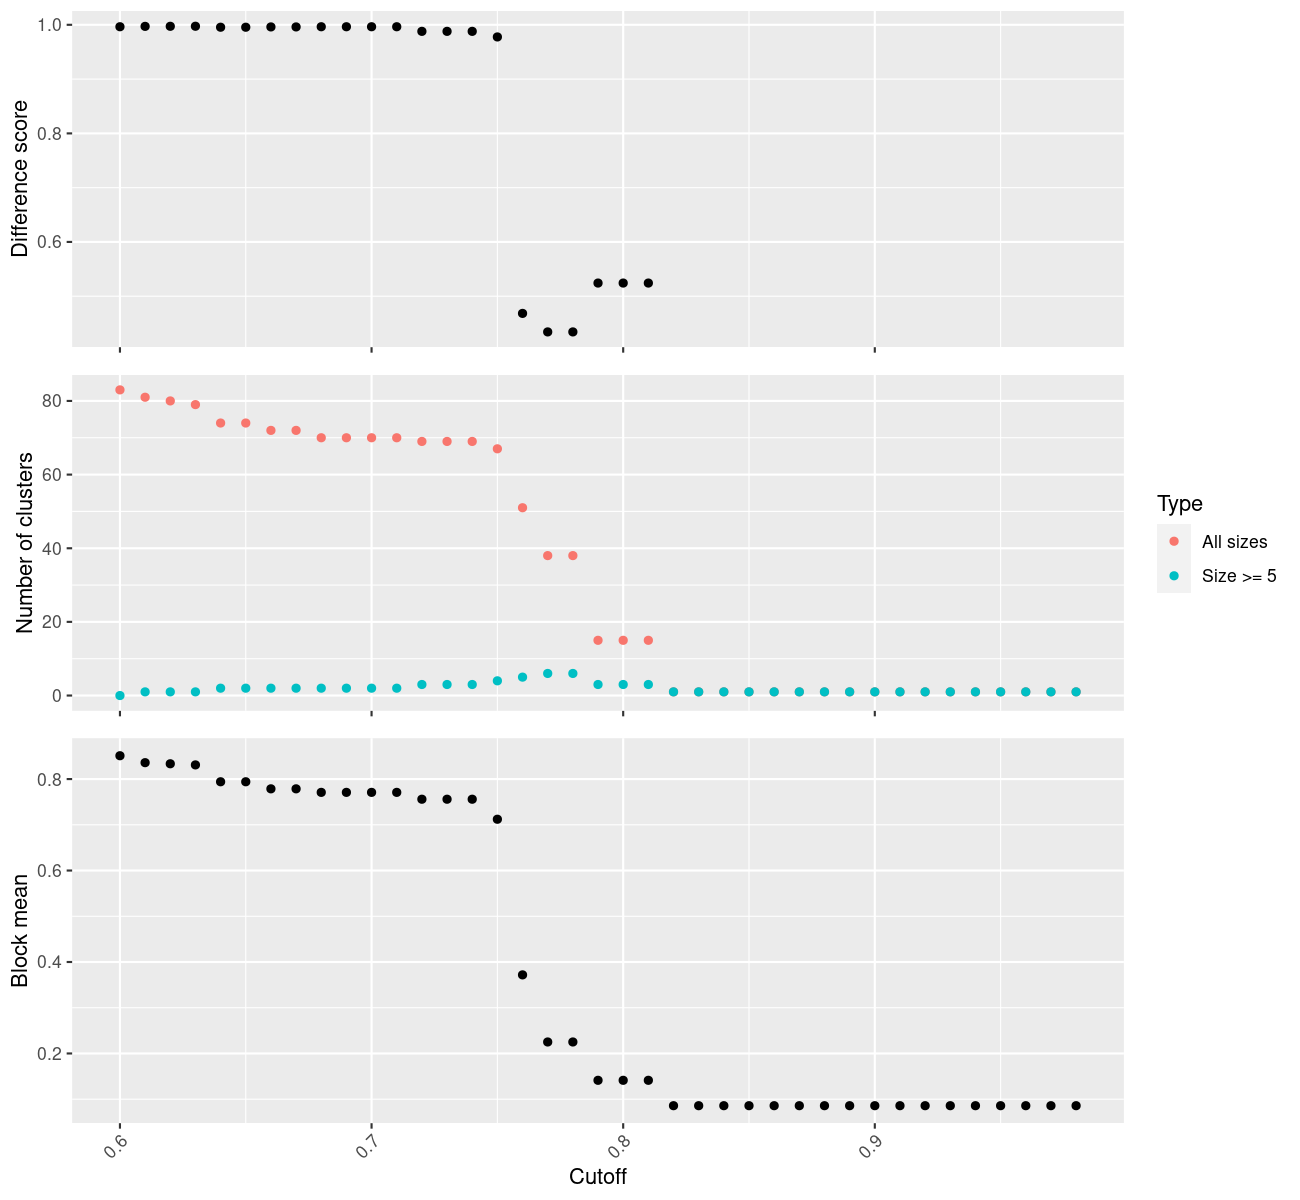 Difference score
1.0
0.8
0.6
Number of clusters
80
60
40
20
0
Type
All sizes
Size >= 5
Block mean
0.8
0.6
0.4
0.2
0.6
0.7
0.8
0.9
Cutoff